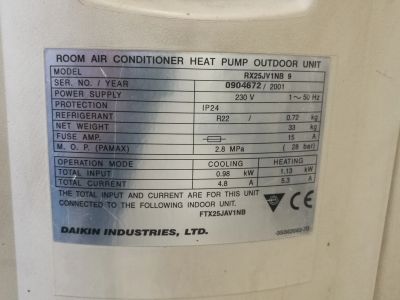 ROOM AIR CONDITIONER HEAT PUMP OUTDOOR UNIT
MODEL RX25JV1NB 9
SER. NO. / YEAR 0904672 / 2001
POWER SUPPLY 230 V 1~50 Hz
PROTECTION IP24
REFRIGERANT R22 / 0.72 kg
NET WEIGHT 33 kg
FUSE AMP. 15 A
M. O. P. (PAMAX) 2.8 MPa ( 28 bar)
OPERATION MODE COOLING HEATING
TOTAL INPUT 0.98 kW 1.13 kW
TOTAL CURRENT 4.8 A 5.3 A
THE TOTAL INPUT AND CURRENT ARE FOR THIS UNIT
CONNECTED TO THE FOLLOWING INDOOR UNIT.
FTX25JAV1NB
CE
DAIKIN INDUSTRIES, LTD.